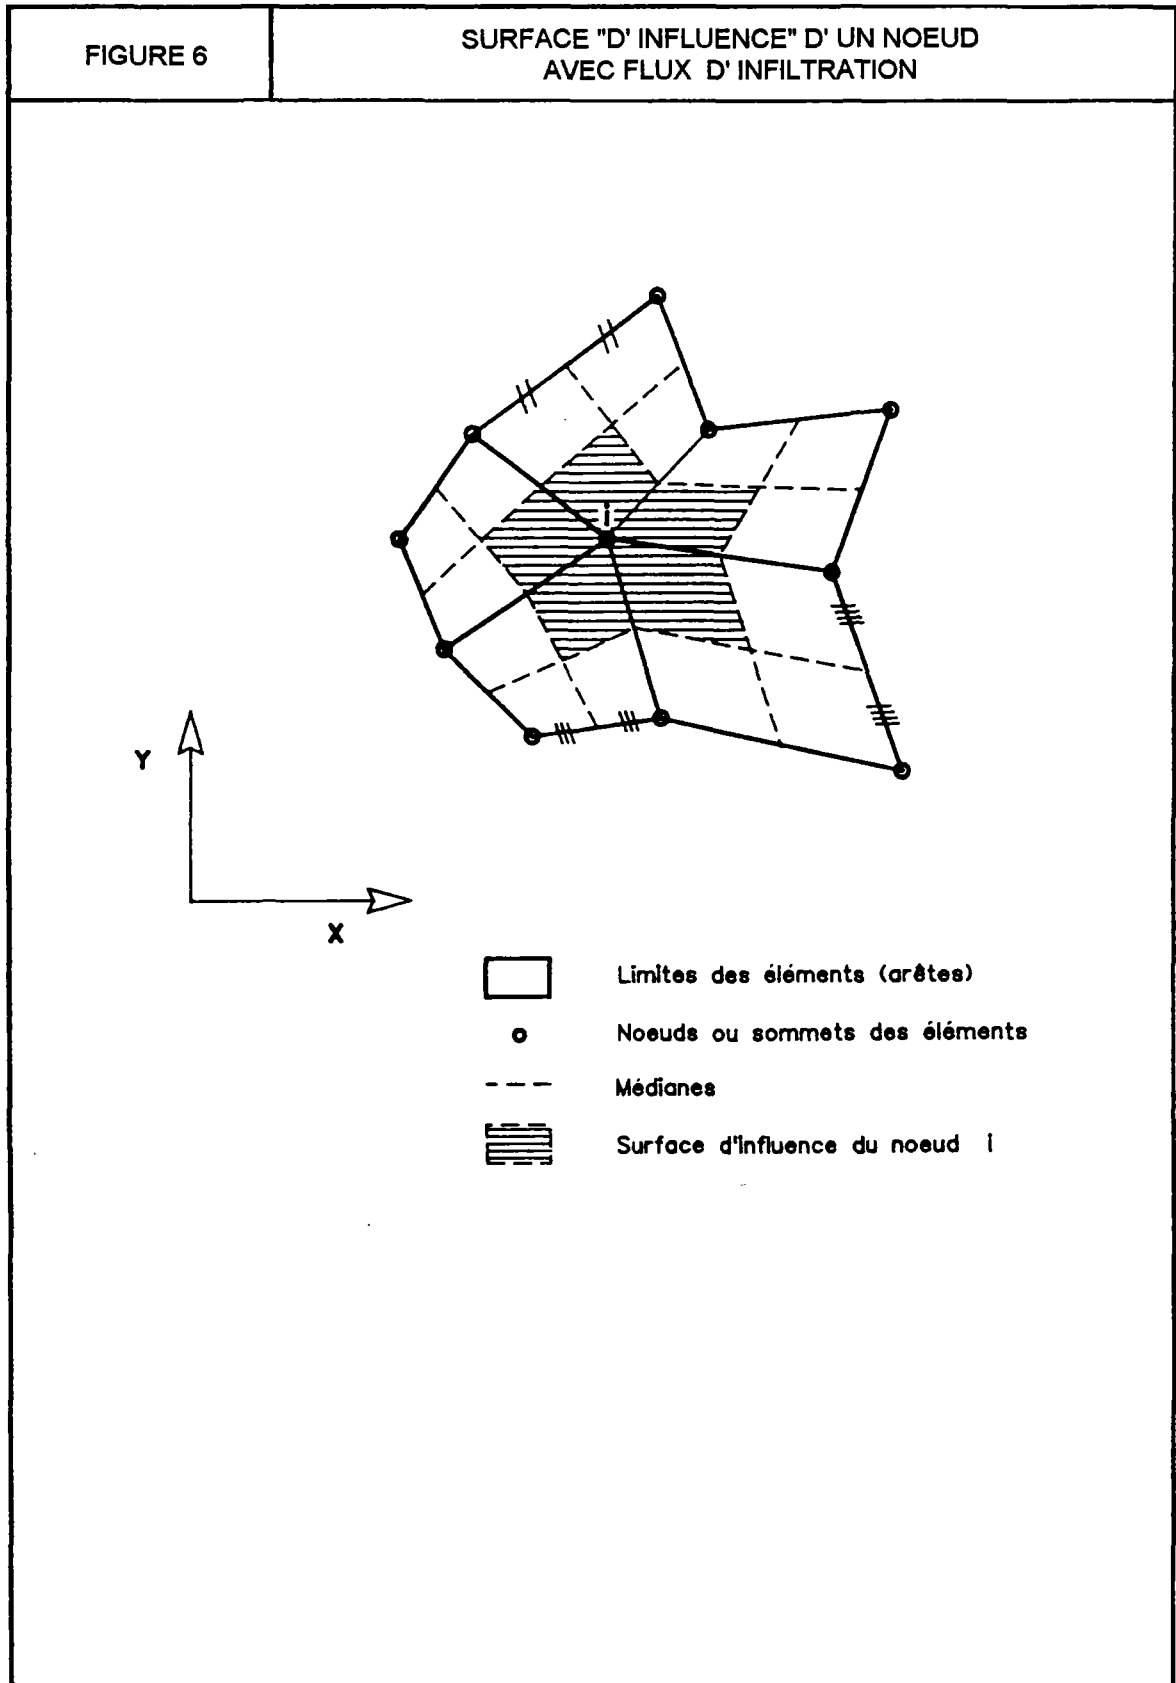 FIGURE 6
SURFACE "D' INFLUENCE" D' UN NOEUD
AVEC FLUX D' INFILTRATION
i
Y
X
Limites des éléments (arêtes)
Noeuds ou sommets des éléments
Médianes
Surface d'influence du noeud i